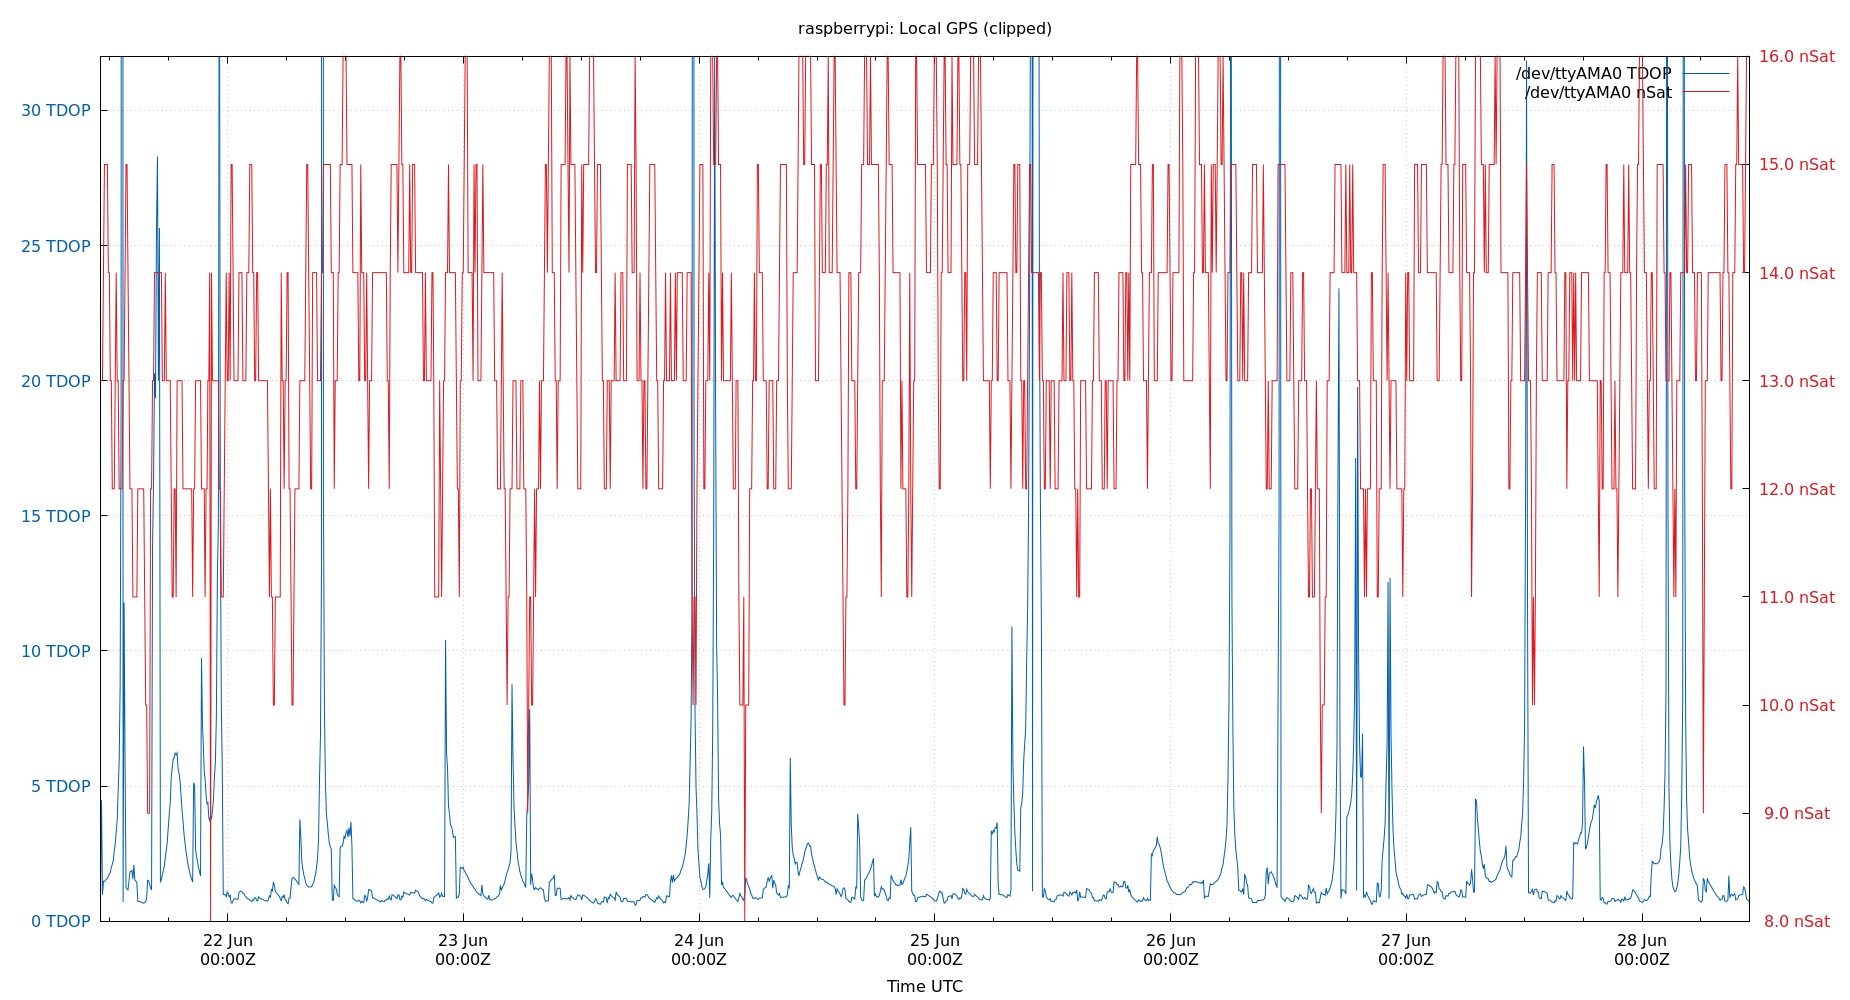 raspberrypi: Local GPS (clipped)
/dev/ttyAMA0 TDOP
/dev/ttyAMA0 nSat
30 TDOP
25 TDOP
20 TDOP
15 TDOP
10 TDOP
5 TDOP
0 TDOP
16.0 nSat
15.0 nSat
14.0 nSat
13.0 nSat
12.0 nSat
11.0 nSat
10.0 nSat
9.0 nSat
8.0 nSat
22 Jun 23 Jun 24 Jun 25 Jun 26 Jun 27 Jun 28 Jun
00:00Z 00:00Z 00:00Z 00:00Z 00:00Z 00:00Z 00:00Z
Time UTC